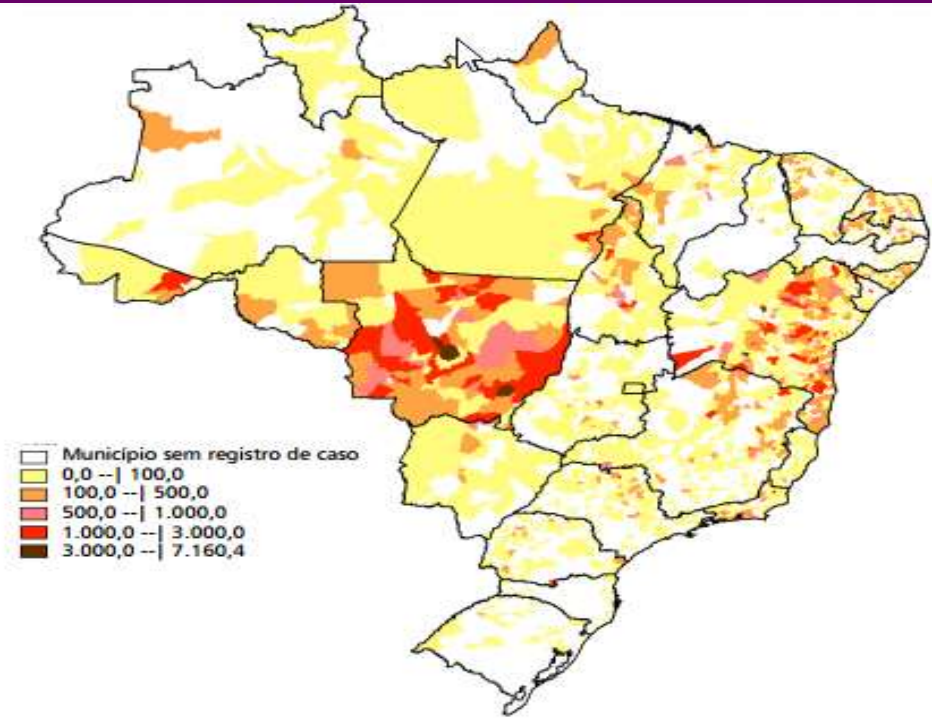 Município sem registro de caso
0,0 --| 100,0
100,0 --| 500,0
500,0 --| 1.000,0
1.000,0 --| 3.000,0
3.000,0 --| 7.160,4